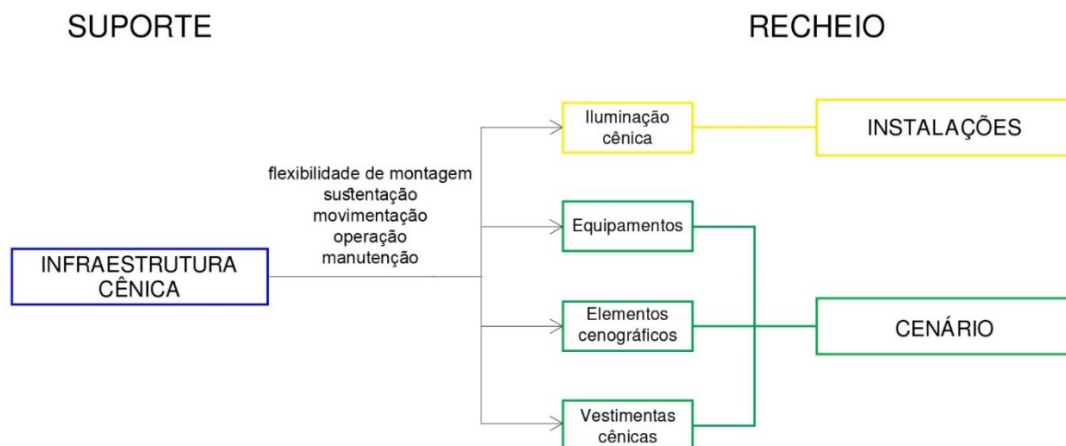 SUPORTE
RECHEIO
flexibilidade de montagem
sustentação
movimentação
operação
manutenção
INFRAESTRUTURA
CÊNICA
Iluminação
cênica
INSTALAÇÕES
Equipamentos
Elementos
cenográficos
CENÁRIO
Vestimentas
cênicas